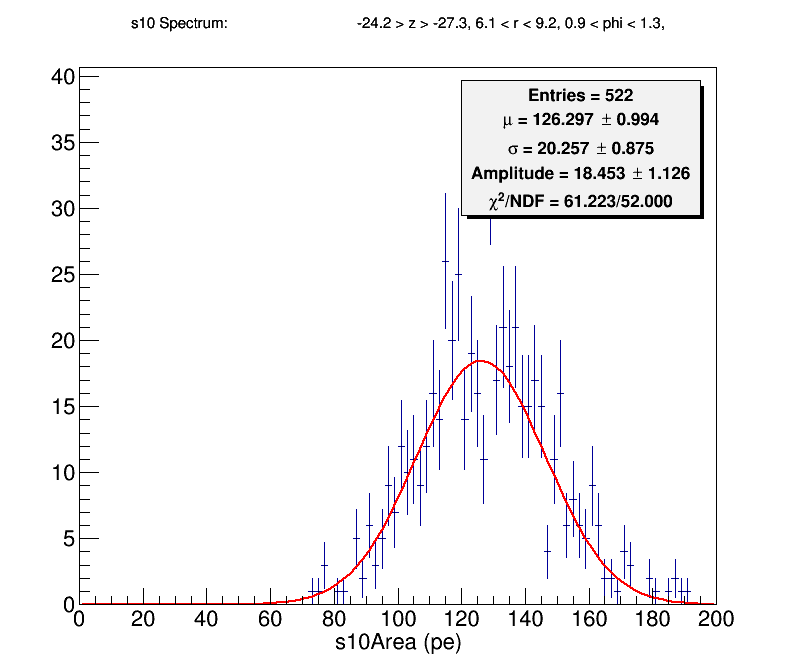 s10 Spectrum: -24.2 > z > -27.3, 6.1 < r < 9.2, 0.9 < phi < 1.3,
Entries = 522
μ = 126.297 ± 0.994
σ = 20.257 ± 0.875
Amplitude = 18.453 ± 1.126
χ²/NDF = 61.223/52.000
40
35
30
25
20
15
10
5
0
0 20 40 60 80 100 120 140 160 180 200
s10Area (pe)